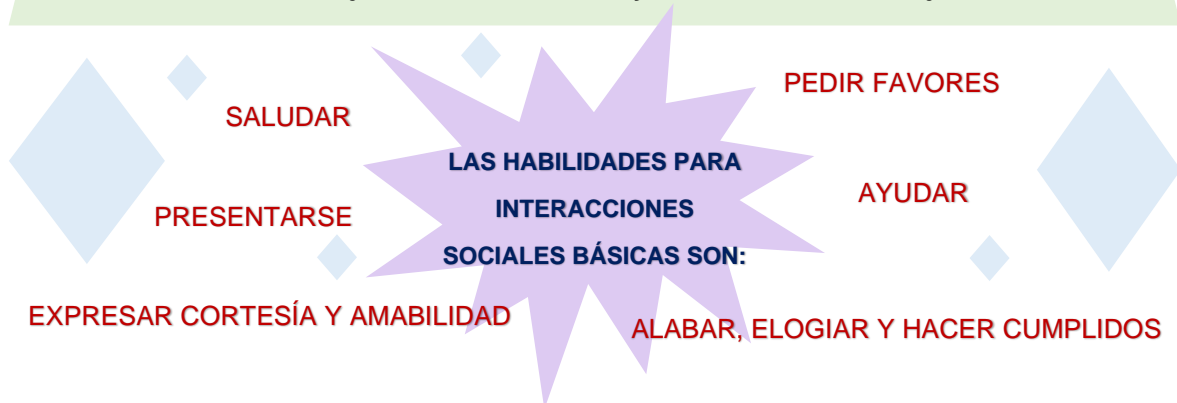 SALUDAR
PEDIR FAVORES
LAS HABILIDADES PARA
INTERACCIONES
SOCIALES BÁSICAS SON:
PRESENTARSE
AYUDAR
EXPRESAR CORTESÍA Y AMABILIDAD
ALABAR, ELOGIAR Y HACER CUMPLIDOS